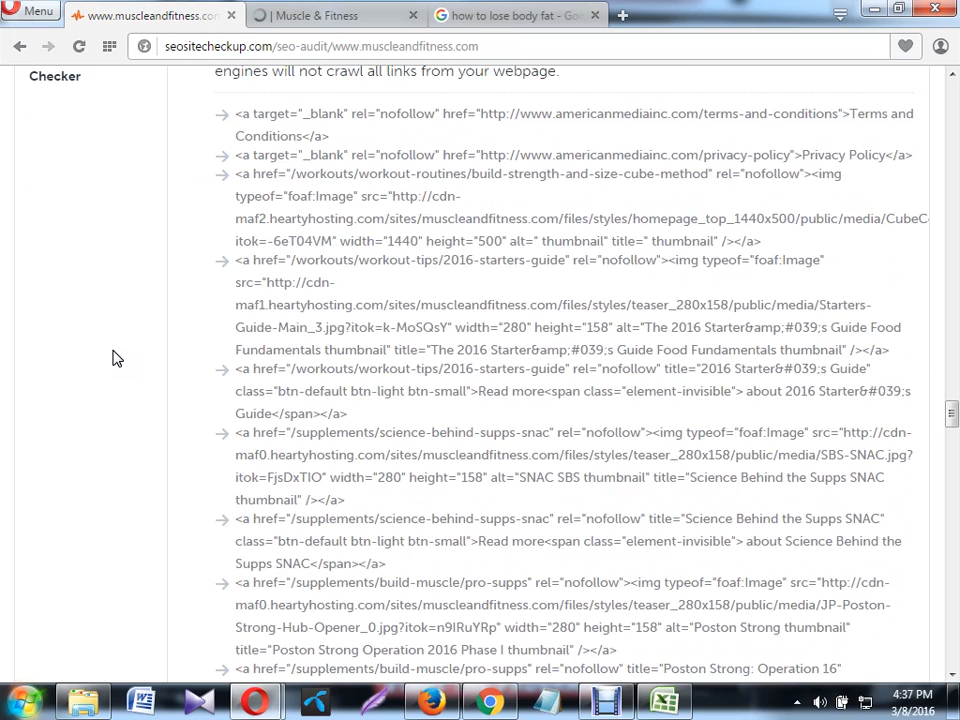 Menu
www.muscleandfitness.com
| Muscle & Fitness
how to lose body fat - Goo
seositecheckup.com/seo-audit/www.muscleandfitness.com
Checker
engines will not crawl all links from your webpage.
<a target="_blank" rel="nofollow" href="http://www.americanmediainc.com/terms-and-conditions">Terms and
Conditions</a>
<a target="_blank" rel="nofollow" href="http://www.americanmediainc.com/privacy-policy">Privacy Policy</a>
<a href="/workouts/workout-routines/build-strength-and-size-cube-method" rel="nofollow"><img
typeof="foaf:Image" src="http://cdn-
maf2.heartyhosting.com/sites/muscleandfitness.com/files/styles/homepage_top_1440x500/public/media/CubeC
itok=-6eT04VM" width="1440" height="500" alt=" thumbnail" title=" thumbnail" /></a>
<a href="/workouts/workout-tips/2016-starters-guide" rel="nofollow"><img typeof="foaf:Image"
src="http://cdn-
maf1.heartyhosting.com/sites/muscleandfitness.com/files/styles/teaser_280x158/public/media/Starters-
Guide-Main_3.jpg?itok=k-MoSQsY" width="280" height="158" alt="The 2016 Starter&amp;#039;s Guide Food
Fundamentals thumbnail" title="The 2016 Starter&amp;#039;s Guide Food Fundamentals thumbnail" /></a>
<a href="/workouts/workout-tips/2016-starters-guide" rel="nofollow" title="2016 Starter&#039;s Guide"
class="btn-default btn-light btn-small">Read more<span class="element-invisible"> about 2016 Starter&#039;s
Guide</span></a>
<a href="/supplements/science-behind-supps-snac" rel="nofollow"><img typeof="foaf:Image" src="http://cdn-
maf0.heartyhosting.com/sites/muscleandfitness.com/files/styles/teaser_280x158/public/media/SBS-SNAC.jpg?
itok=FjsDxTIO" width="280" height="158" alt="SNAC SBS thumbnail" title="Science Behind the Supps SNAC
thumbnail" /></a>
<a href="/supplements/science-behind-supps-snac" rel="nofollow" title="Science Behind the Supps SNAC"
class="btn-default btn-light btn-small">Read more<span class="element-invisible"> about Science Behind the
Supps SNAC</span></a>
<a href="/supplements/build-muscle/pro-supps" rel="nofollow"><img typeof="foaf:Image" src="http://cdn-
maf0.heartyhosting.com/sites/muscleandfitness.com/files/styles/teaser_280x158/public/media/JP-Poston-
Strong-Hub-Opener_0.jpg?itok=n9IRuYRp" width="280" height="158" alt="Poston Strong thumbnail"
title="Poston Strong Operation 2016 Phase I thumbnail" /></a>
<a href="/supplements/build-muscle/pro-supps" rel="nofollow" title="Poston Strong: Operation 16"
4:37 PM
3/8/2016